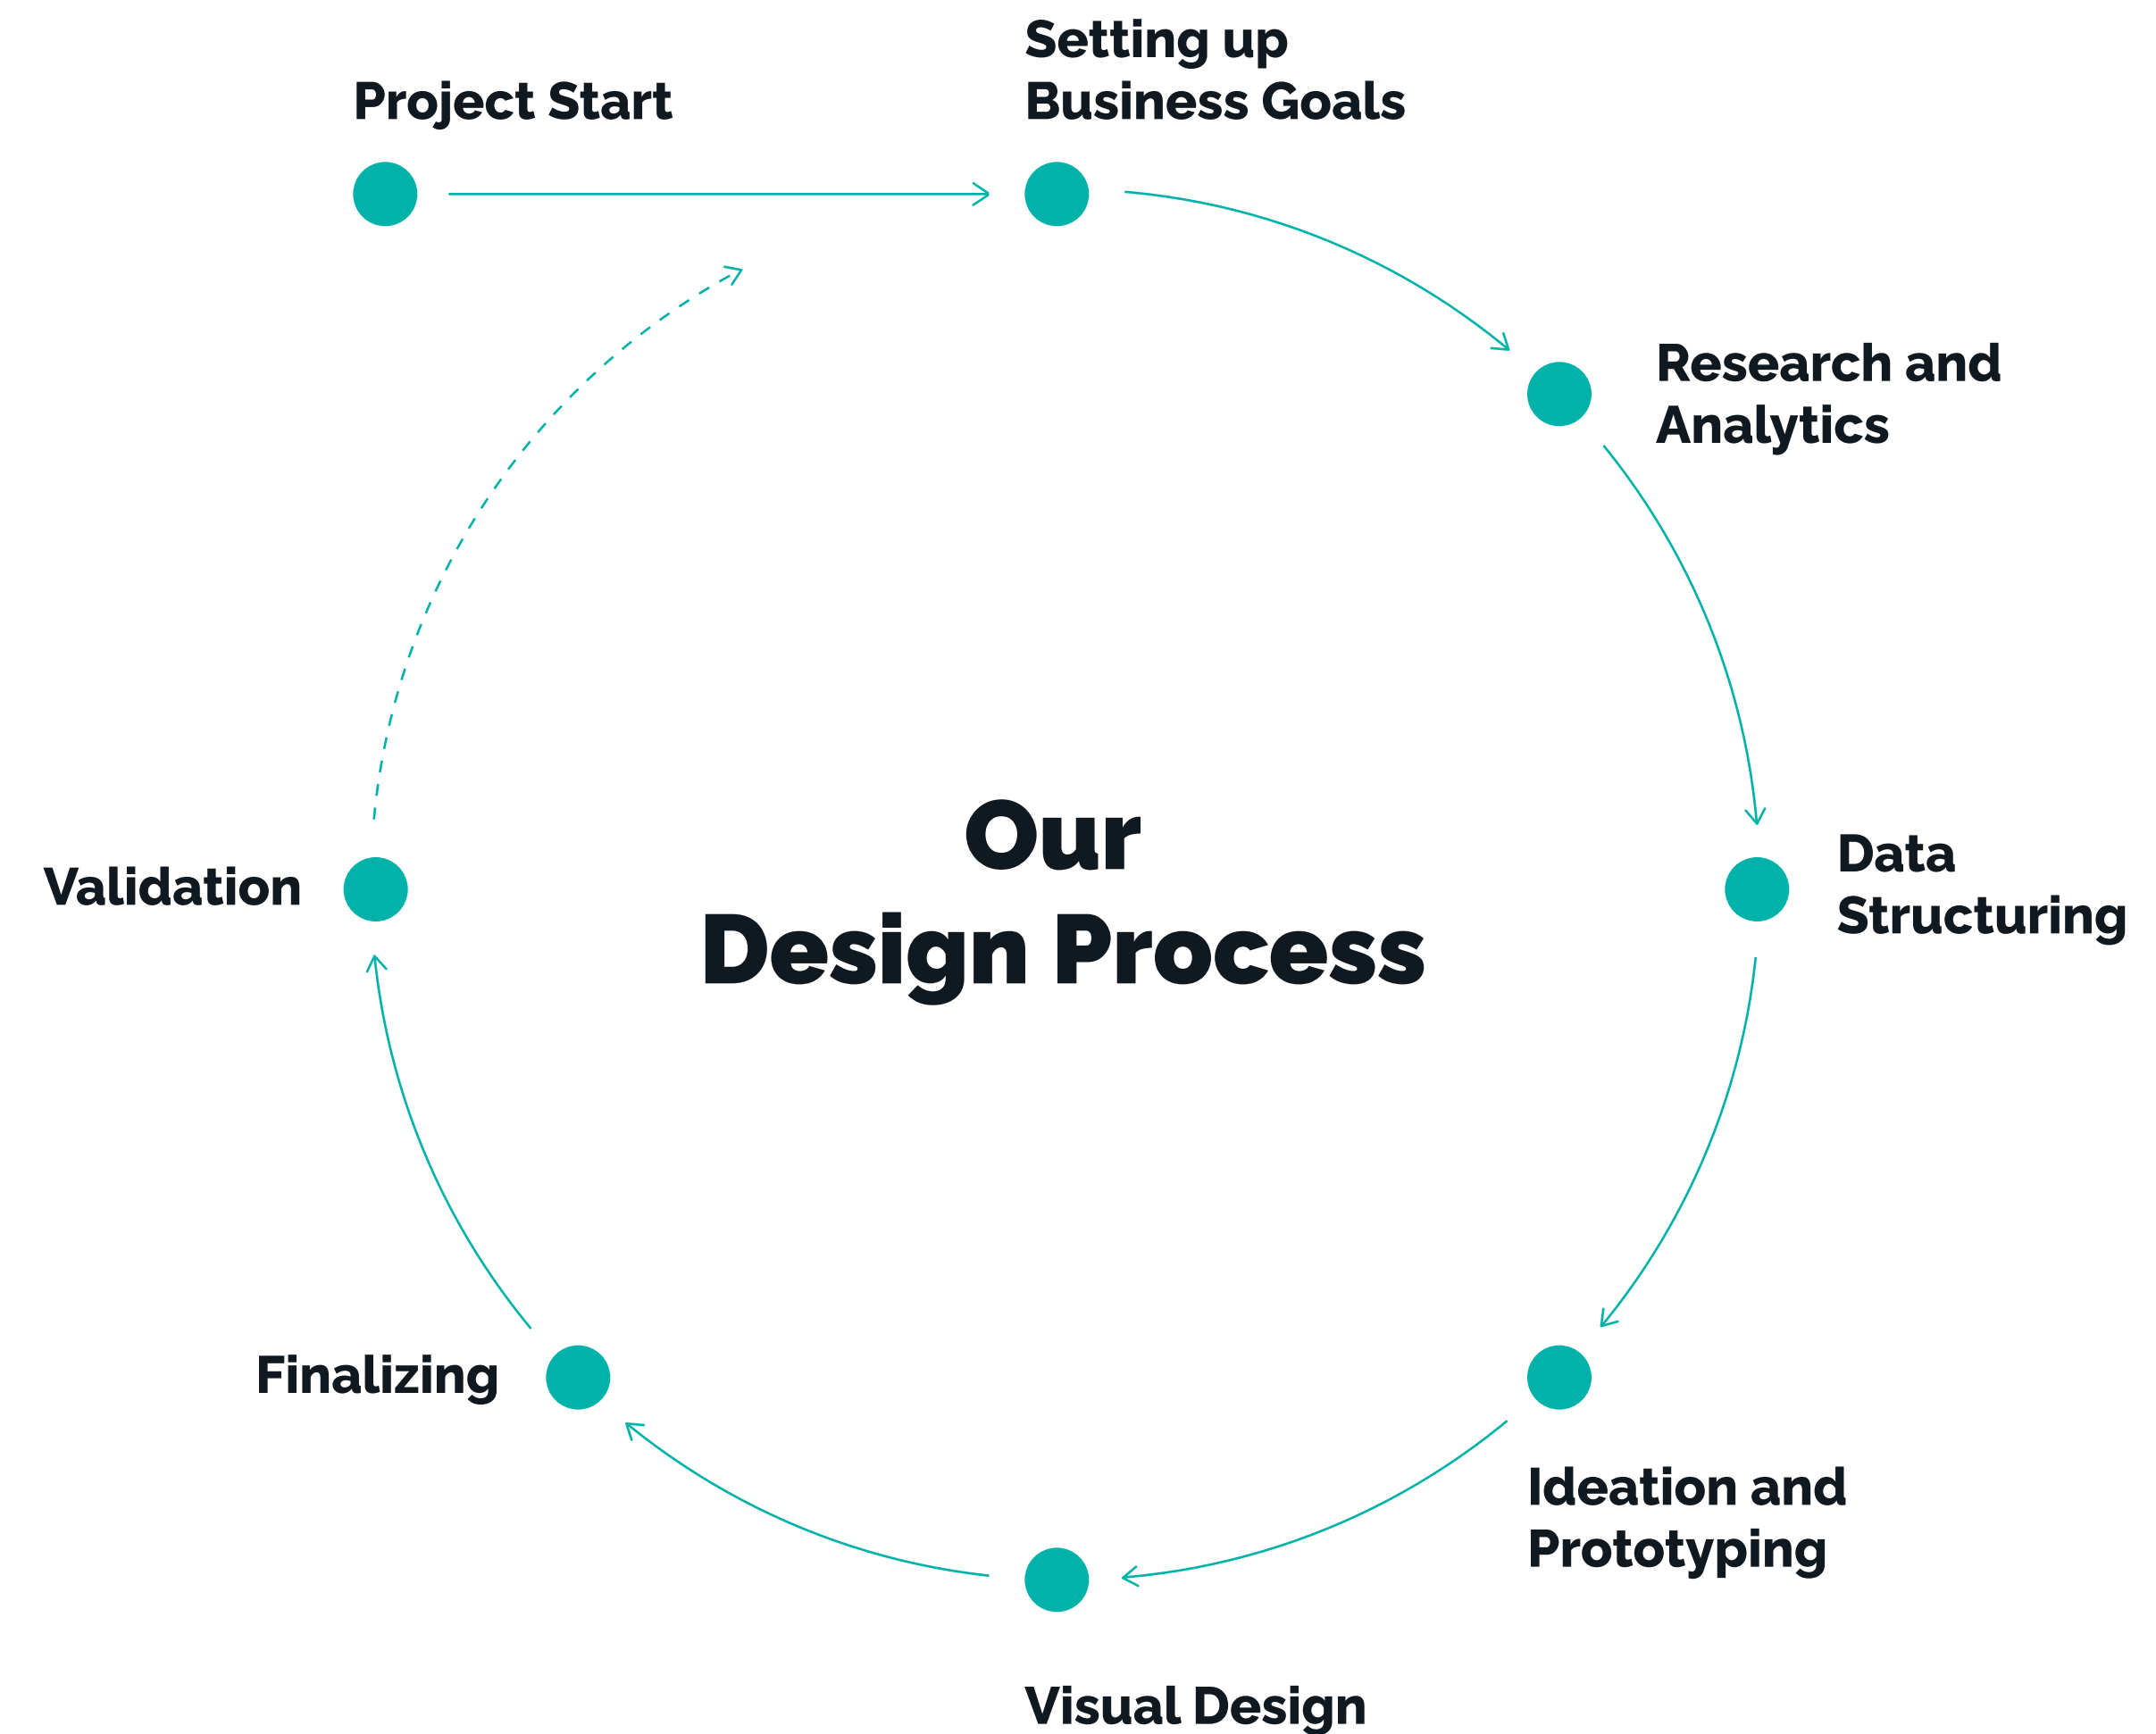 Project Start
Setting up
Business Goals
Research and
Analytics
Data
Structuring
Our
Design Process
Validation
Finalizing
Ideation and
Prototyping
Visual Design